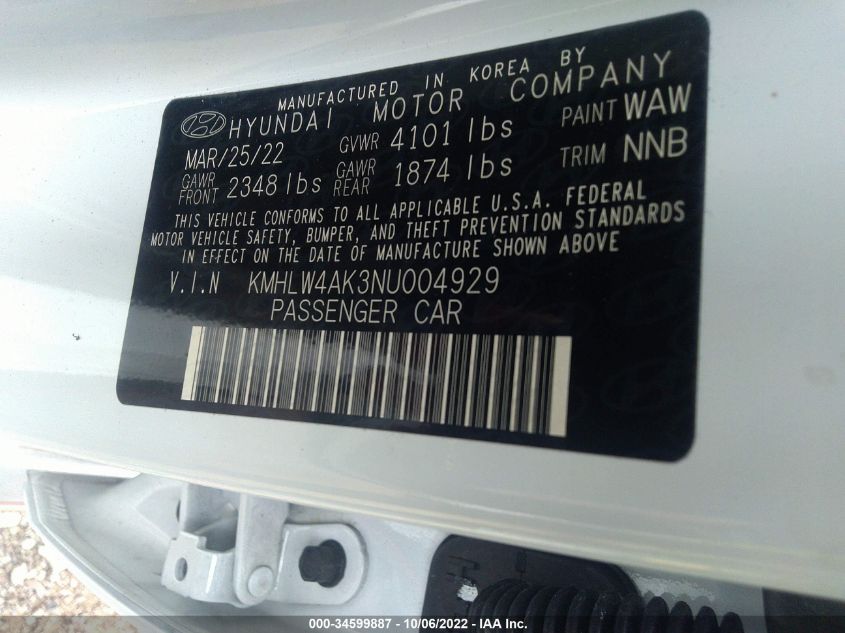 MANUFACTURED IN KOREA BY
HYUNDAI MOTOR COMPANY
MAR/25/22 GVWR 4101 lbs PAINT WAW
GAWR FRONT 2348 lbs GAWR REAR 1874 lbs TRIM NNB
THIS VEHICLE CONFORMS TO ALL APPLICABLE U.S.A. FEDERAL
MOTOR VEHICLE SAFETY, BUMPER, AND THEFT PREVENTION STANDARDS
IN EFFECT ON THE DATE OF MANUFACTURE SHOWN ABOVE
V.I.N KMHLW4AK3NU004929
PASSENGER CAR
000-34599887 - 10/06/2022 - IAA Inc.